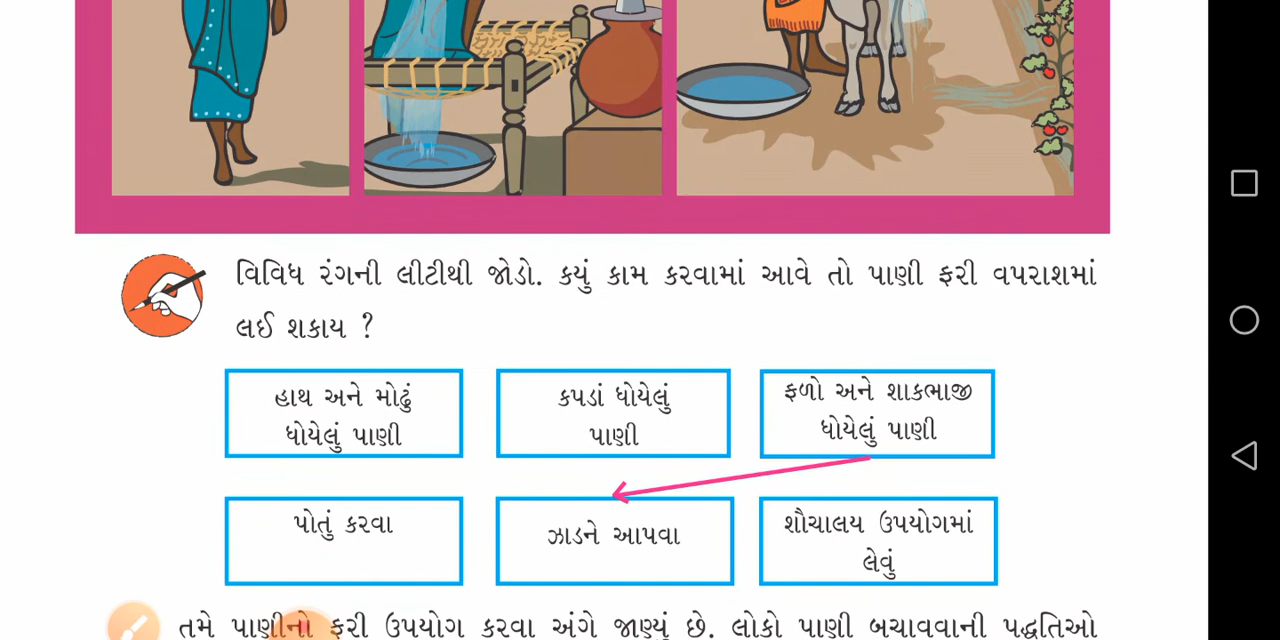 વિવિધ રંગની લીટીથી જોડો. કયું કામ કરવામાં આવે તો પાણી ફરી વપરાશમાં
લઈ શકાય ?
હાથ અને મોઢું
ધોયેલું પાણી
કપડાં ધોયેલું
પાણી
ફળો અને શાકભાજી
ધોયેલું પાણી
પોતું કરવા
ઝાડને આપવા
શૌચાલય ઉપયોગમાં
લેવું
તમે પાણીનો ફરી ઉપયોગ કરવા અંગે જાણ્યું છે. લોકો પાણી બચાવવાની પદ્ધતિઓ